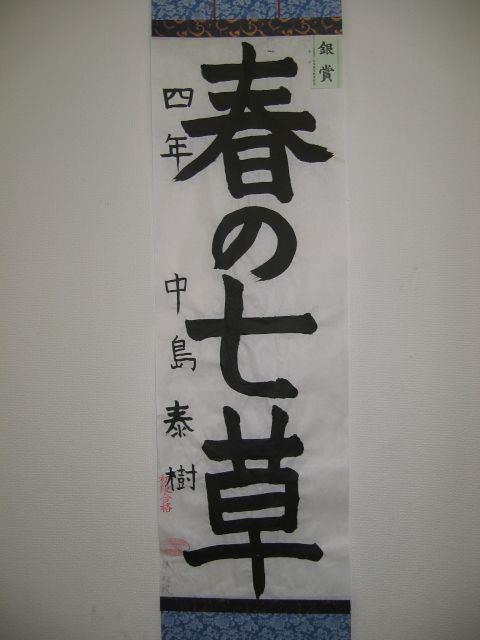 銀賞
春の七草
四年 中島泰樹